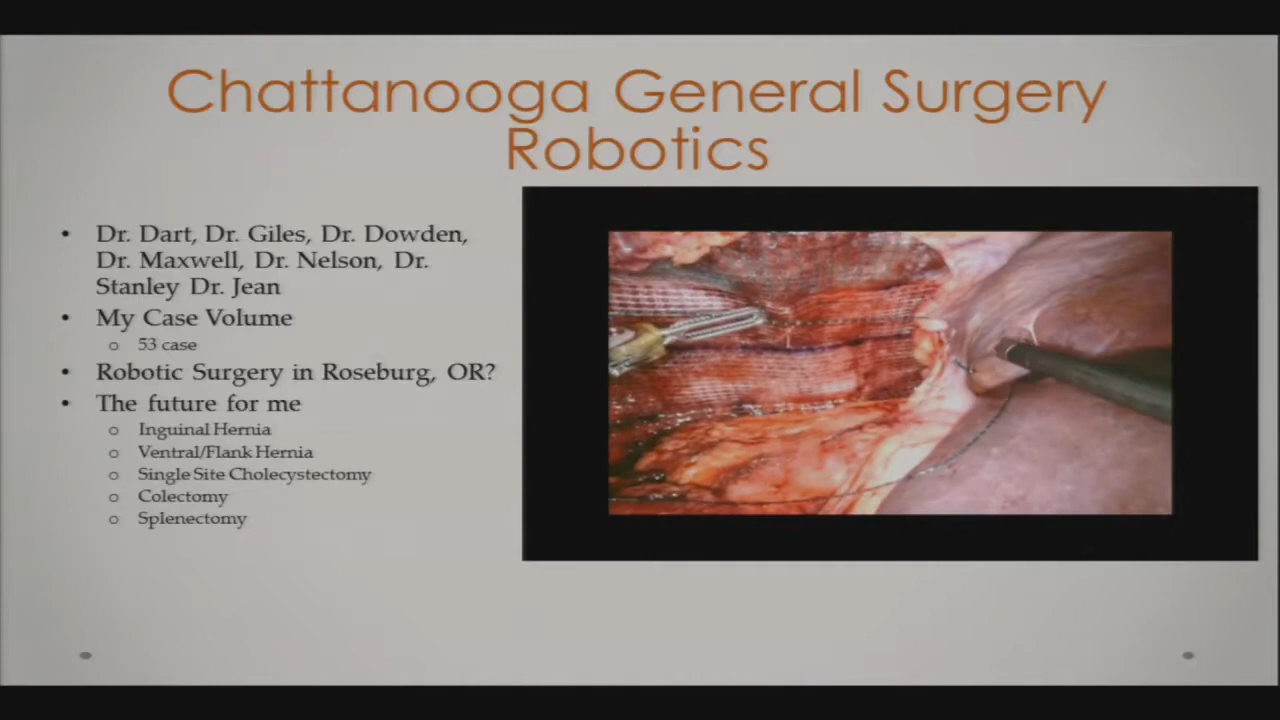 Chattanooga General Surgery
Robotics
• Dr. Dart, Dr. Giles, Dr. Dowden,
Dr. Maxwell, Dr. Nelson, Dr.
Stanley Dr. Jean
• My Case Volume
o 53 case
• Robotic Surgery in Roseburg, OR?
• The future for me
o Inguinal Hernia
o Ventral/Flank Hernia
o Single Site Cholecystectomy
o Colectomy
o Splenectomy